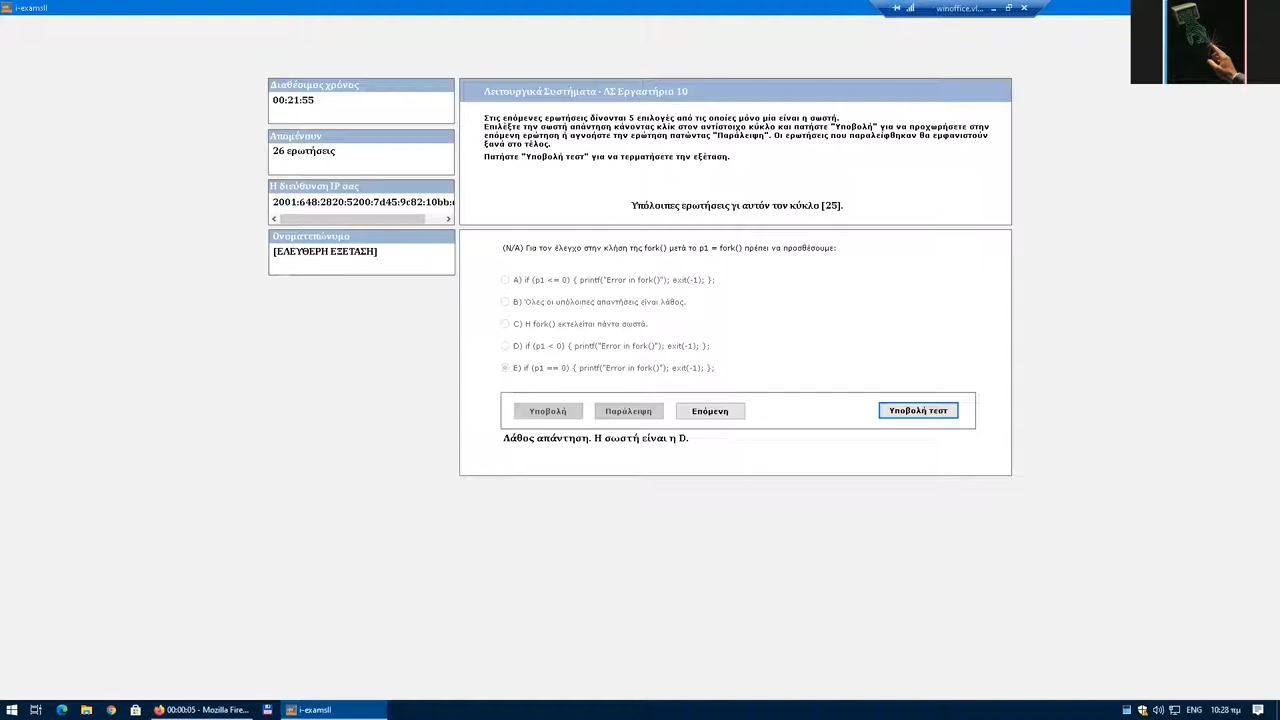 i-examsll
winoffice.vl...
Διαθέσιμος χρόνος
00:21:55
Απομένουν
26 ερωτήσεις
Η διεύθυνση IP σας
2001:648:2820:5200:7d45:9c82:10bb:
Ονοματεπώνυμο
[ΕΛΕΥΘΕΡΗ ΕΞΕΤΑΣΗ]
Λειτουργικά Συστήματα - ΛΣ Εργαστήριο 10
Στις επόμενες ερωτήσεις δίνονται 5 επιλογές από τις οποίες μόνο μία είναι η σωστή.
Επιλέξτε την σωστή απάντηση κάνοντας κλίκ στον αντίστοιχο κύκλο και πατήστε "Υποβολή" για να προχωρήσετε στην
επόμενη ερώτηση ή αγνοήστε την ερώτηση πατώντας "Παράλειψη". Οι ερωτήσεις που παραλείφθηκαν θα εμφανιστούν
ξανά στο τέλος.
Πατήστε "Υποβολή τεστ" για να τερματήσετε την εξέταση.
Υπόλοιπες ερωτήσεις γι αυτόν τον κύκλο [25].
(N/A) Για τον έλεγχο στην κλήση της fork() μετά το p1 = fork() πρέπει να προσθέσουμε:
A) if (p1 <= 0) { printf("Error in fork()"); exit(-1); };
B) Όλες οι υπόλοιπες απαντήσεις είναι λάθος.
C) Η fork() εκτελείται πάντα σωστά.
D) if (p1 < 0) { printf("Error in fork()"); exit(-1); };
E) if (p1 == 0) { printf("Error in fork()"); exit(-1); };
Υποβολή Παράλειψη Επόμενη Υποβολή τεστ
Λάθος απάντηση. Η σωστή είναι η D.
00:00:05 - Mozilla Fire...
i-examsll
ENG
10:28 πμ